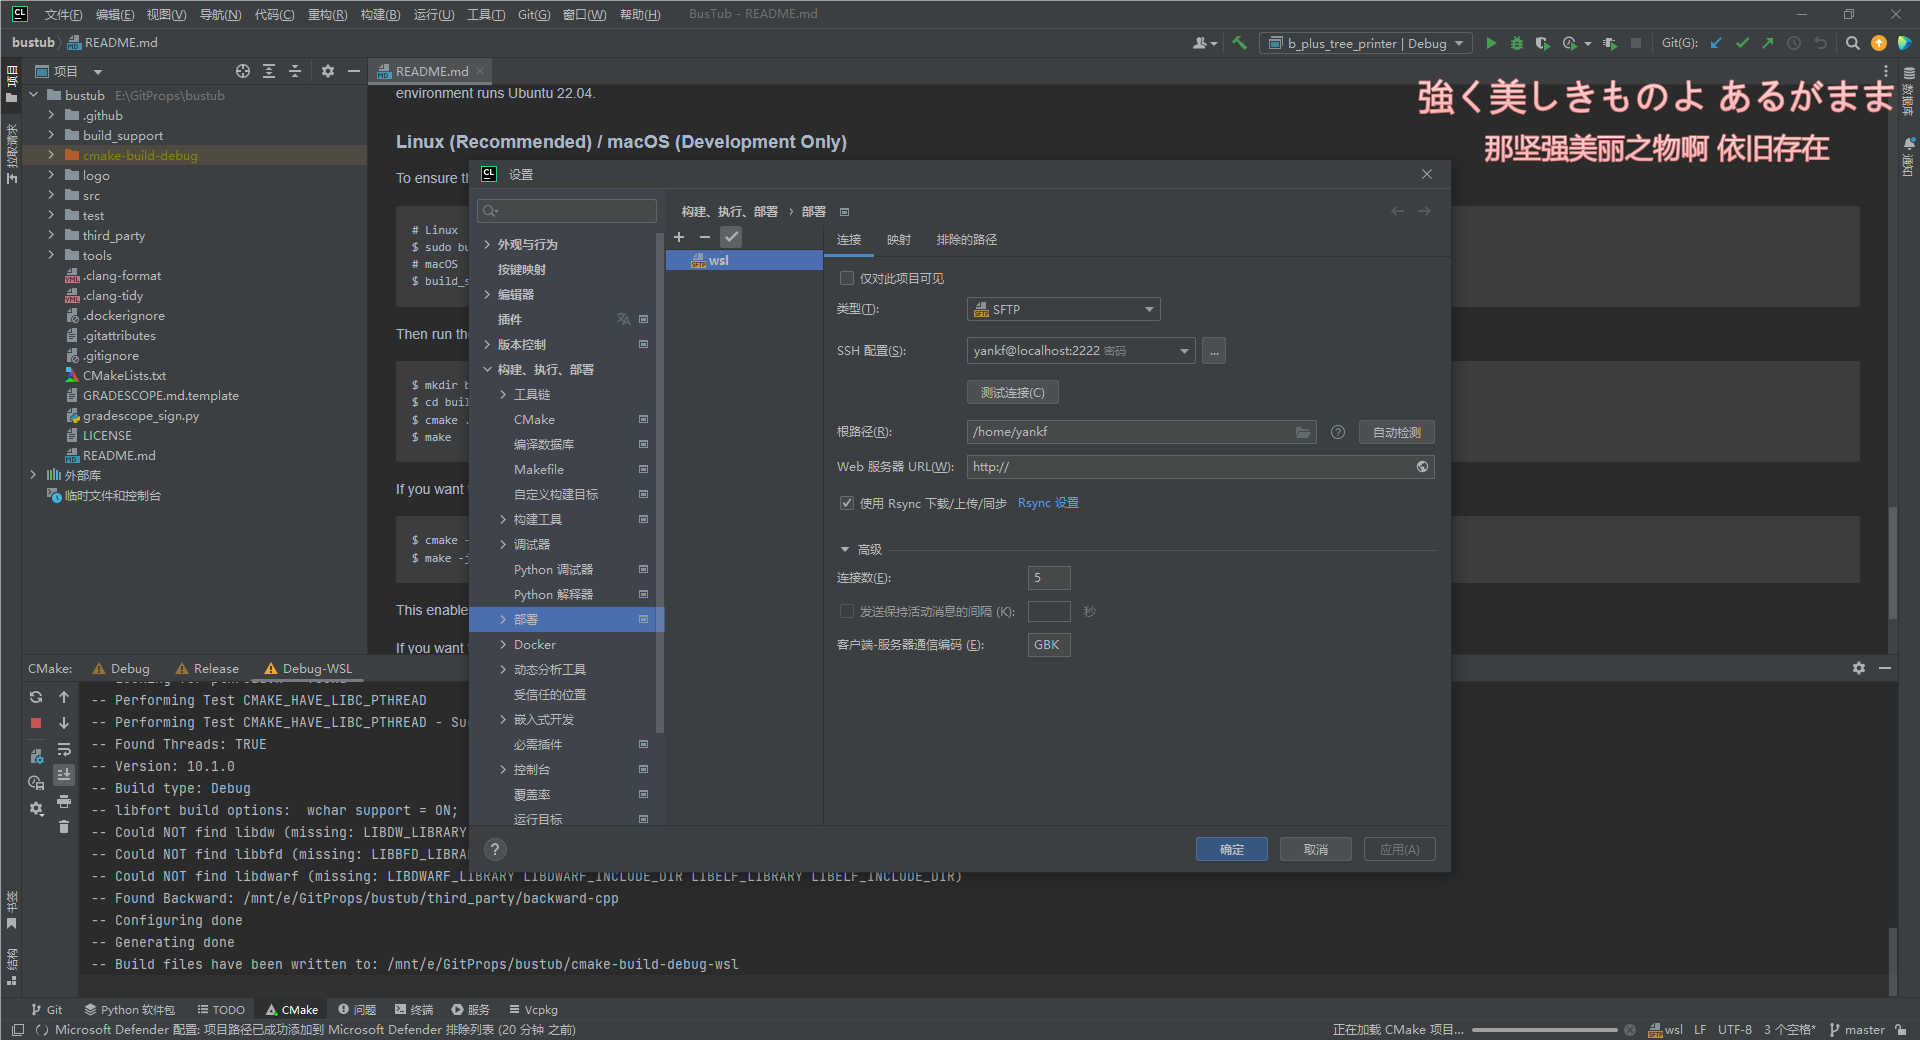 文件(F) 编辑(E) 视图(V) 导航(N) 代码(C) 重构(R) 构建(B) 运行(U) 工具(T) Git(G) 窗口(W) 帮助(H) BusTub - README.md
bustub README.md b_plus_tree_printer | Debug Git(G):
项目
README.md
強く美しきものよ あるがまま
那坚强美丽之物啊 依旧存在
项目
拉取请求
数据库
通知
bustub E:\GitProps\bustub
.github
build_support
cmake-build-debug
logo
src
test
third_party
tools
.clang-format
.clang-tidy
.dockerignore
.gitattributes
.gitignore
CMakeLists.txt
GRADESCOPE.md.template
gradescope_sign.py
LICENSE
README.md
外部库
临时文件和控制台
environment runs Ubuntu 22.04.
Linux (Recommended) / macOS (Development Only)
To ensure th
# Linux
$ sudo bu
# macOS
$ build_s
Then run the
$ mkdir b
$ cd buil
$ cmake .
$ make
If you want
$ cmake -
$ make -j
This enable
If you want
设置
外观与行为
按键映射
编辑器
插件
版本控制
构建、执行、部署
工具链
CMake
编译数据库
Makefile
自定义构建目标
构建工具
调试器
Python 调试器
Python 解释器
部署
Docker
动态分析工具
受信任的位置
嵌入式开发
必需插件
控制台
覆盖率
运行目标
构建、执行、部署 › 部署
wsl
连接 映射 排除的路径
仅对此项目可见
类型(T): SFTP
SSH 配置(S): yankf@localhost:2222 密码 ...
测试连接(C)
根路径(R): /home/yankf 自动检测
Web 服务器 URL(W): http://
使用 Rsync 下载/上传/同步 Rsync 设置
高级
连接数(E): 5
发送保持活动消息的间隔 (K): 秒
客户端-服务器通信编码 (E): GBK
? 确定 取消 应用(A)
CMake: Debug Release Debug-WSL
-- Performing Test CMAKE_HAVE_LIBC_PTHREAD
-- Performing Test CMAKE_HAVE_LIBC_PTHREAD - Su
-- Found Threads: TRUE
-- Version: 10.1.0
-- Build type: Debug
-- libfort build options:  wchar support = ON;
-- Could NOT find libdw (missing: LIBDW_LIBRARY
-- Could NOT find libbfd (missing: LIBBFD_LIBRA
-- Could NOT find libdwarf (missing: LIBDWARF_LIBRARY LIBDWARF_INCLUDE_DIR LIBELF_LIBRARY LIBELF_INCLUDE_DIR)
-- Found Backward: /mnt/e/GitProps/bustub/third_party/backward-cpp
-- Configuring done
-- Generating done
-- Build files have been written to: /mnt/e/GitProps/bustub/cmake-build-debug-wsl
书签
结构
Git Python 软件包 TODO CMake 问题 终端 服务 Vcpkg
Microsoft Defender 配置: 项目路径已成功添加到 Microsoft Defender 排除列表 (20 分钟 之前) 正在加载 CMake 项目... wsl LF UTF-8 3 个空格* master